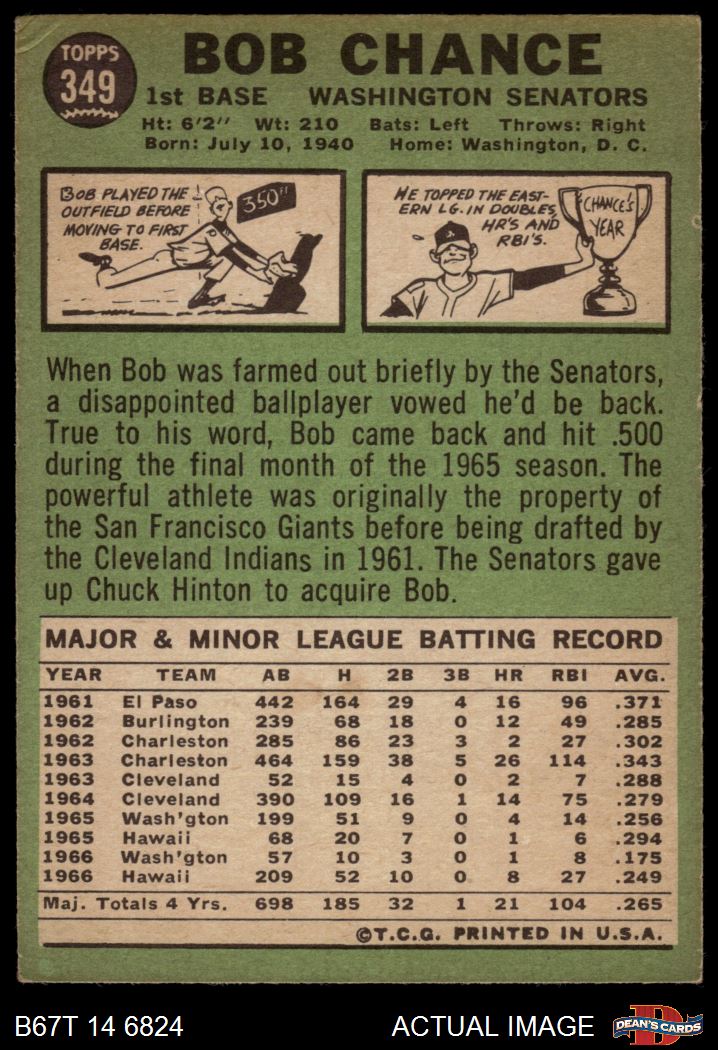 TOPPS
349
BOB CHANCE
1st BASE WASHINGTON SENATORS
Ht: 6'2" Wt: 210 Bats: Left Throws: Right
Born: July 10, 1940 Home: Washington, D. C.
BOB PLAYED THE
OUTFIELD BEFORE
MOVING TO FIRST
BASE.
350FT
HE TOPPED THE EAST-
ERN LG. IN DOUBLES,
HR'S AND
RBI'S.
CHANCE'S
YEAR
When Bob was farmed out briefly by the Senators,
a disappointed ballplayer vowed he'd be back.
True to his word, Bob came back and hit .500
during the final month of the 1965 season. The
powerful athlete was originally the property of
the San Francisco Giants before being drafted by
the Cleveland Indians in 1961. The Senators gave
up Chuck Hinton to acquire Bob.
MAJOR & MINOR LEAGUE BATTING RECORD
YEAR TEAM AB H 2B 3B HR RBI AVG.
1961 El Paso 442 164 29 4 16 96 .371
1962 Burlington 239 68 18 0 12 49 .285
1962 Charleston 285 86 23 3 2 27 .302
1963 Charleston 464 159 38 5 26 114 .343
1963 Cleveland 52 15 4 0 2 7 .288
1964 Cleveland 390 109 16 1 14 75 .279
1965 Wash'gton 199 51 9 0 4 14 .256
1965 Hawaii 68 20 7 0 1 6 .294
1966 Wash'gton 57 10 3 0 1 8 .175
1966 Hawaii 209 52 10 0 8 27 .249
Maj. Totals 4 Yrs. 698 185 32 1 21 104 .265
©T.C.G. PRINTED IN U.S.A.
B67T 14 6824 ACTUAL IMAGE
DEAN'S CARDS